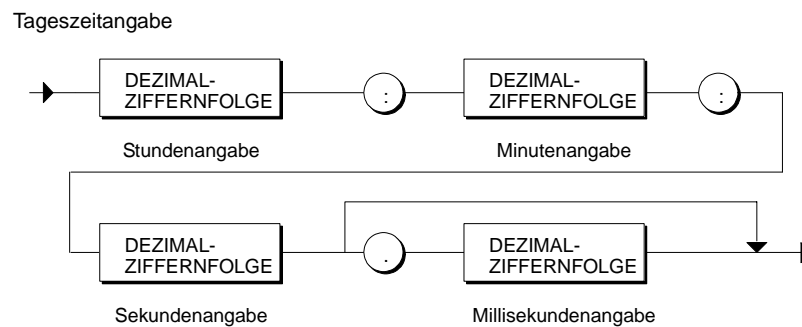 Tageszeitangabe
DEZIMAL-
ZIFFERNFOLGE
:
DEZIMAL-
ZIFFERNFOLGE
:
Stundenangabe
Minutenangabe
DEZIMAL-
ZIFFERNFOLGE
.
DEZIMAL-
ZIFFERNFOLGE
Sekundenangabe
Millisekundenangabe